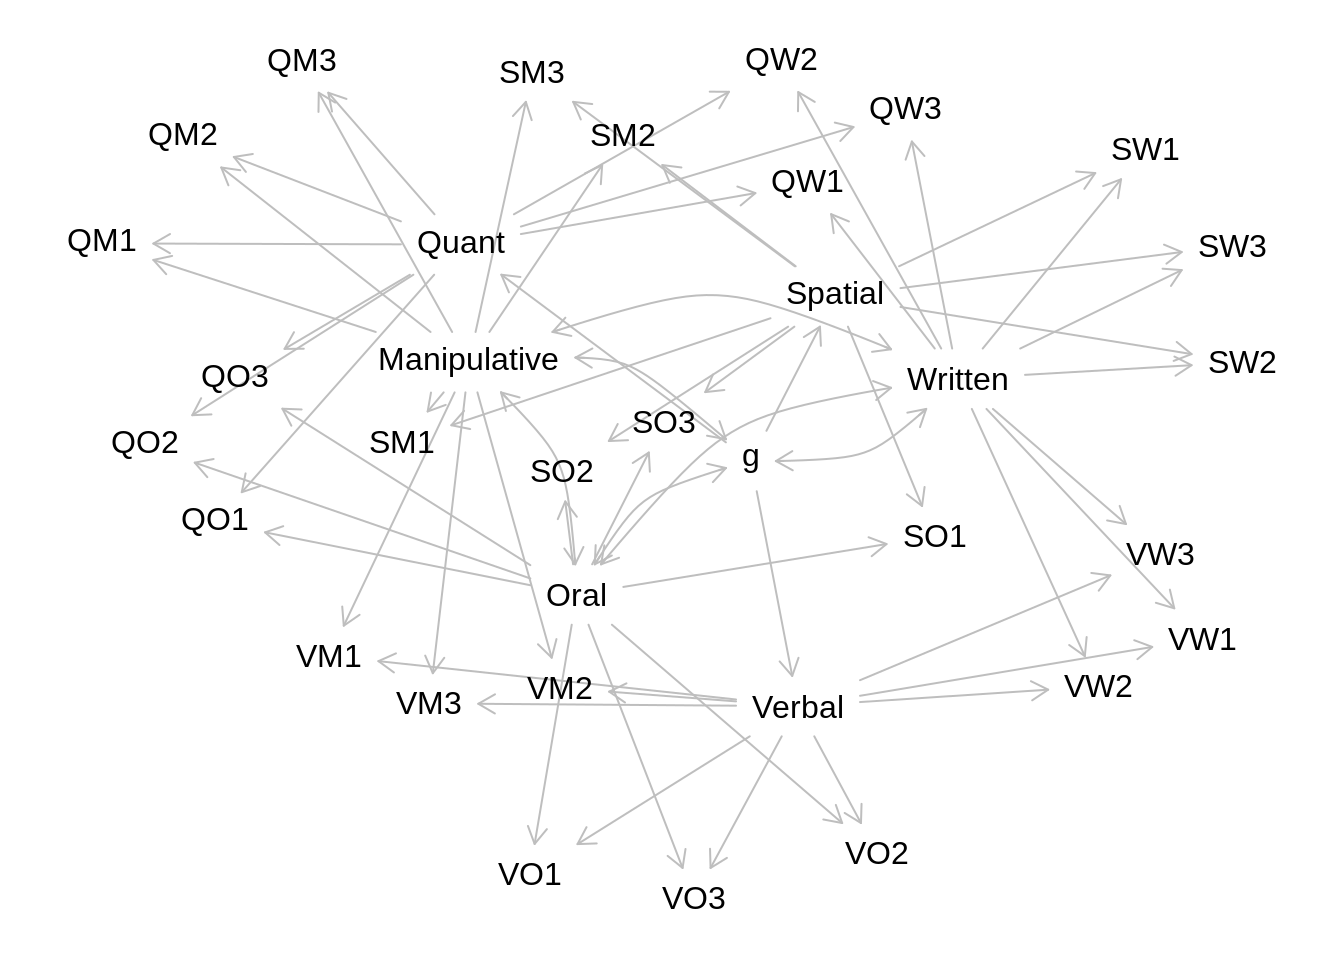 QM3
SM3
QW2
QW3
QM2
SM2
SW1
QW1
QM1
Quant
SW3
Spatial
Manipulative
SW2
QO3
Written
SO3
QO2
SM1
g
SO2
QO1
SO1
VW3
Oral
VW1
VM1
VW2
VM2
VM3
Verbal
VO2
VO1
VO3